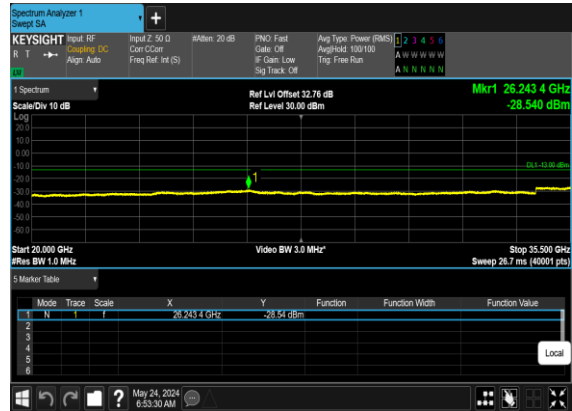 Spectrum Analyzer 1
Swept SA
+
KEYSIGHT Input: RF Input Z: 50 Ω #Atten: 20 dB PNO: Fast Avg Type: Power (RMS) 1 2 3 4 5 6
R T Coupling: DC Corr CCorr Gate: Off Avg|Hold: 100/100 A W W W W W
Align: Auto Freq Ref: Int (S) IF Gain: Low Trig: Free Run
Sig Track: Off A N N N N N
1 Spectrum Ref Lvl Offset 32.76 dB Mkr1 26.243 4 GHz
Scale/Div 10 dB Ref Level 30.00 dBm -28.540 dBm
Log
20.0
10.0
0.00
-10.0
DL1 -13.00 dBm
1
-20.0
-30.0
-40.0
-50.0
-60.0
Start 20.000 GHz Video BW 3.0 MHz* Stop 35.500 GHz
#Res BW 1.0 MHz Sweep 26.7 ms (40001 pts)
5 Marker Table
Mode Trace Scale X Y Function Function Width Function Value
1 N 1 f 26.243 4 GHz -28.54 dBm
2
3
4
5
6
Local
? May 24, 2024
6:53:30 AM